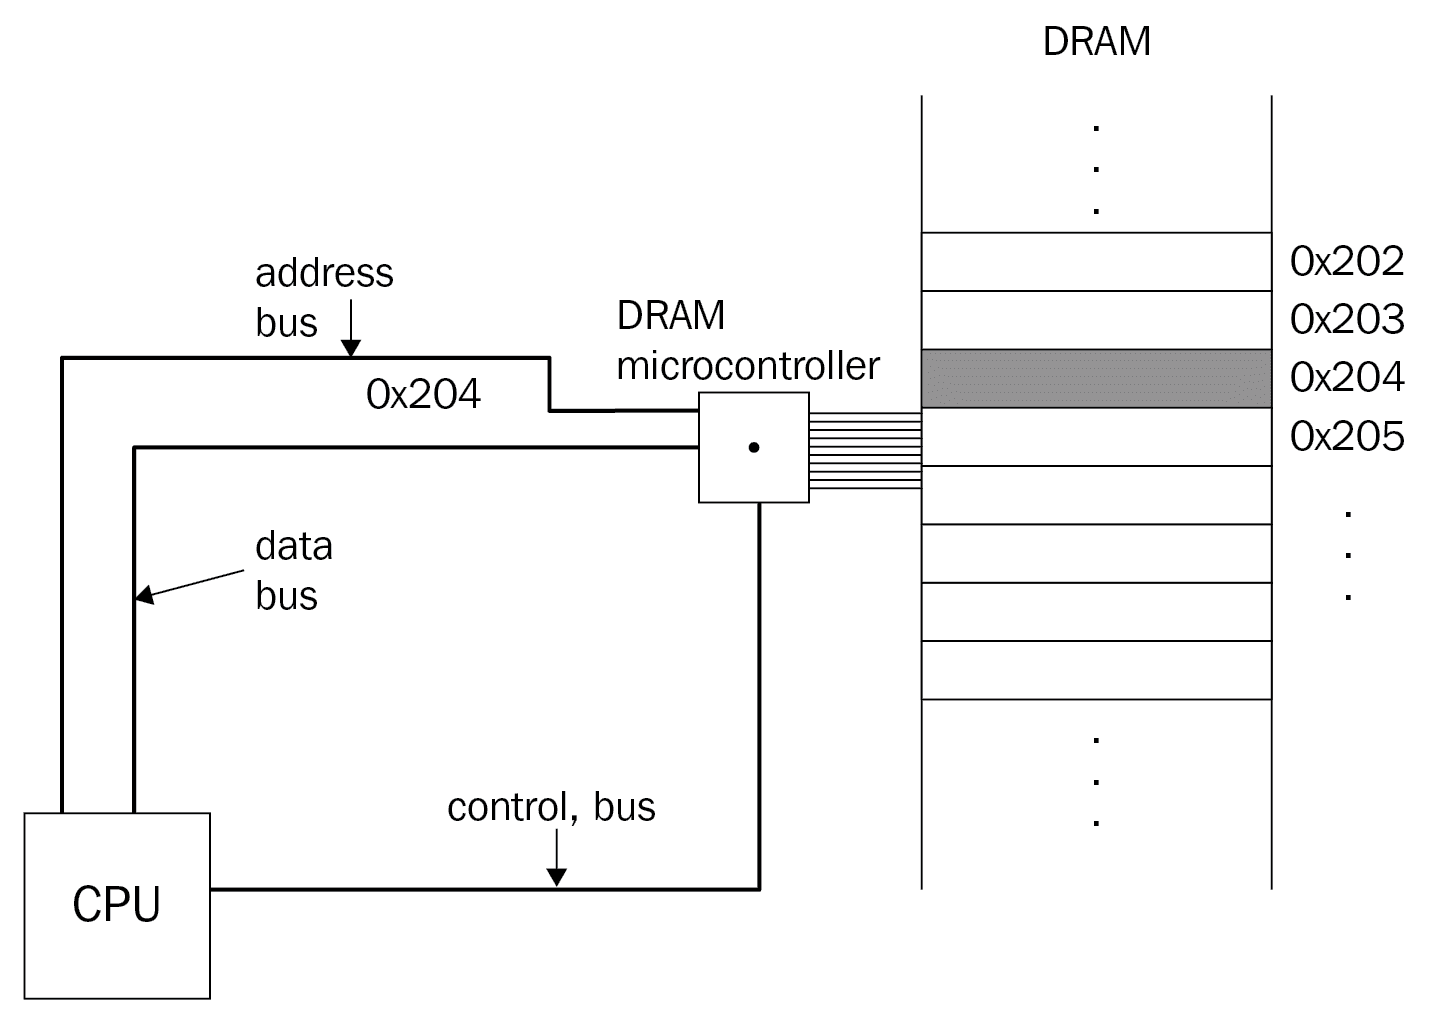 DRAM
0x202
address
bus
0x203
DRAM
microcontroller
0x204
0x204
0x205
data
bus
control, bus
CPU